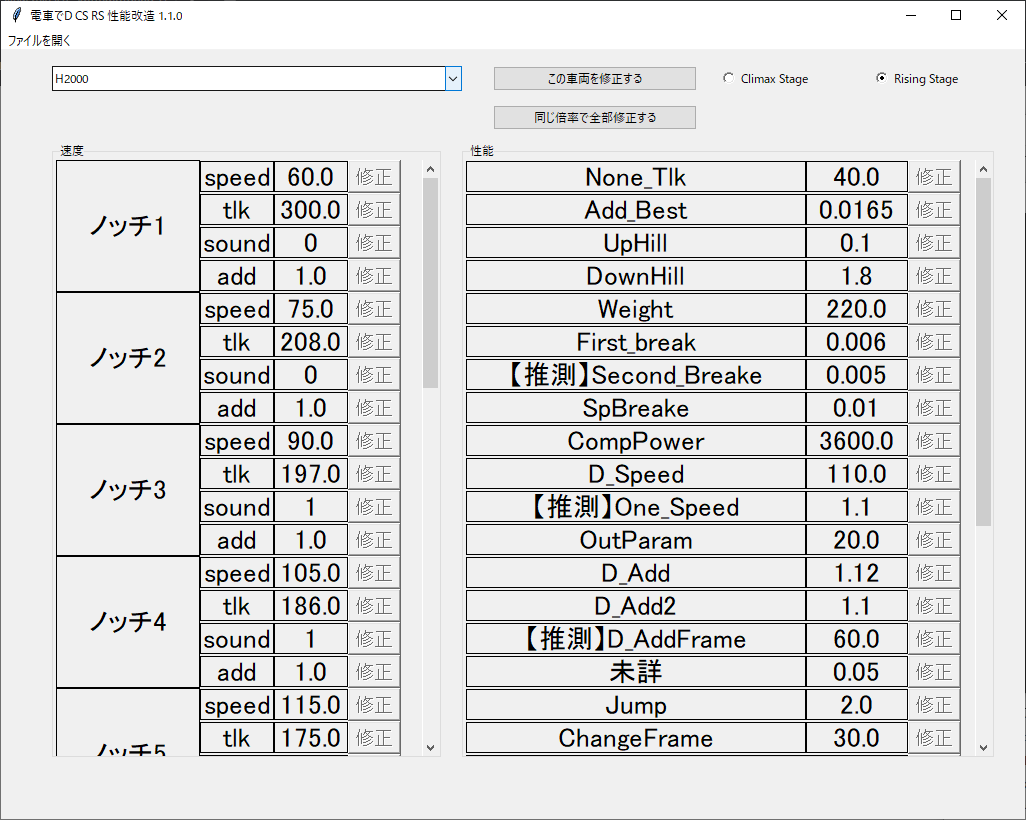 電車でD CS RS 性能改造 1.1.0
ファイルを開く
H2000
この車両を修正する
Climax Stage
Rising Stage
同じ倍率で全部修正する
速度
ノッチ1
speed 60.0 修正
tlk 300.0 修正
sound 0 修正
add 1.0 修正
ノッチ2
speed 75.0 修正
tlk 208.0 修正
sound 0 修正
add 1.0 修正
ノッチ3
speed 90.0 修正
tlk 197.0 修正
sound 1 修正
add 1.0 修正
ノッチ4
speed 105.0 修正
tlk 186.0 修正
sound 1 修正
add 1.0 修正
ノッチ5
speed 115.0 修正
tlk 175.0 修正
性能
None_Tlk 40.0 修正
Add_Best 0.0165 修正
UpHill 0.1 修正
DownHill 1.8 修正
Weight 220.0 修正
First_break 0.006 修正
【推測】Second_Breake 0.005 修正
SpBreake 0.01 修正
CompPower 3600.0 修正
D_Speed 110.0 修正
【推測】One_Speed 1.1 修正
OutParam 20.0 修正
D_Add 1.12 修正
D_Add2 1.1 修正
【推測】D_AddFrame 60.0 修正
未詳 0.05 修正
Jump 2.0 修正
ChangeFrame 30.0 修正